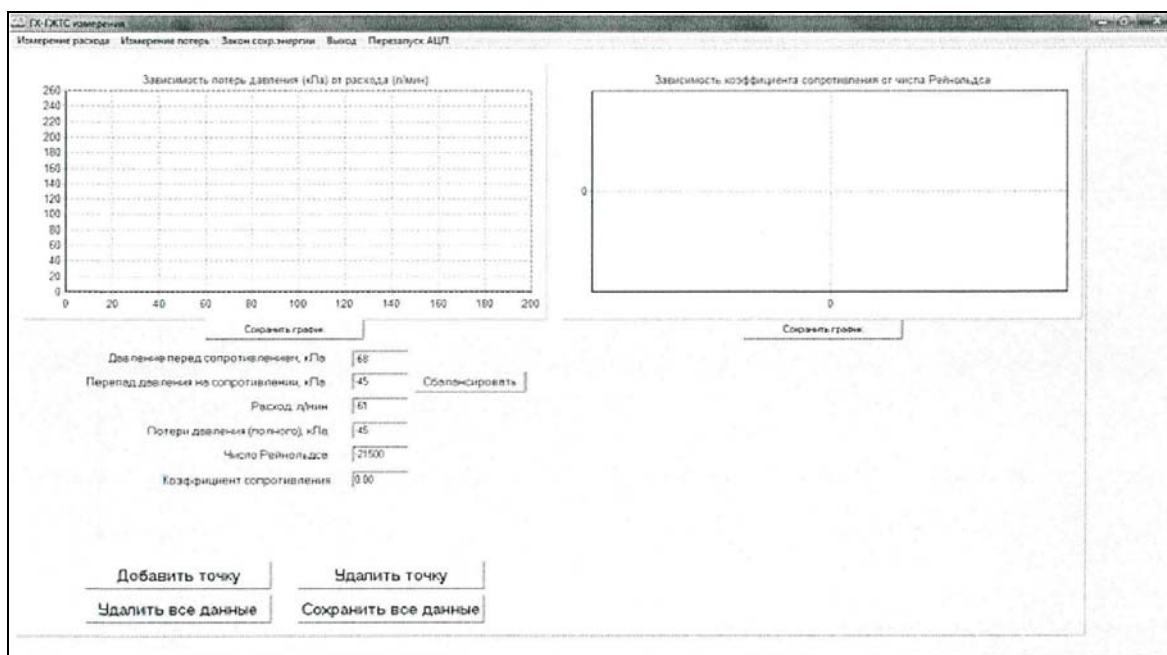 ГХ-ГЖТС измерения
Измерение расхода Измерение потерь Закон сохр.энергии Выход Перезапуск АЦП
Зависимость потерь давления (кПа) от расхода (л/мин)
260
240
220
200
180
160
140
120
100
80
60
40
20
0
0 20 40 60 80 100 120 140 160 180 200
Сохранить график
Зависимость коэффициента сопротивления от числа Рейнольдса
0
0
Сохранить график
Давление перед сопротивлением, кПа -68
Перепад давления на сопротивлении, кПа -45 Сбалансировать
Расход, л/мин -61
Потери давления (полного), кПа -45
Число Рейнольдса -21500
Коэффициент сопротивления 0.00
Добавить точку Удалить точку
Удалить все данные Сохранить все данные